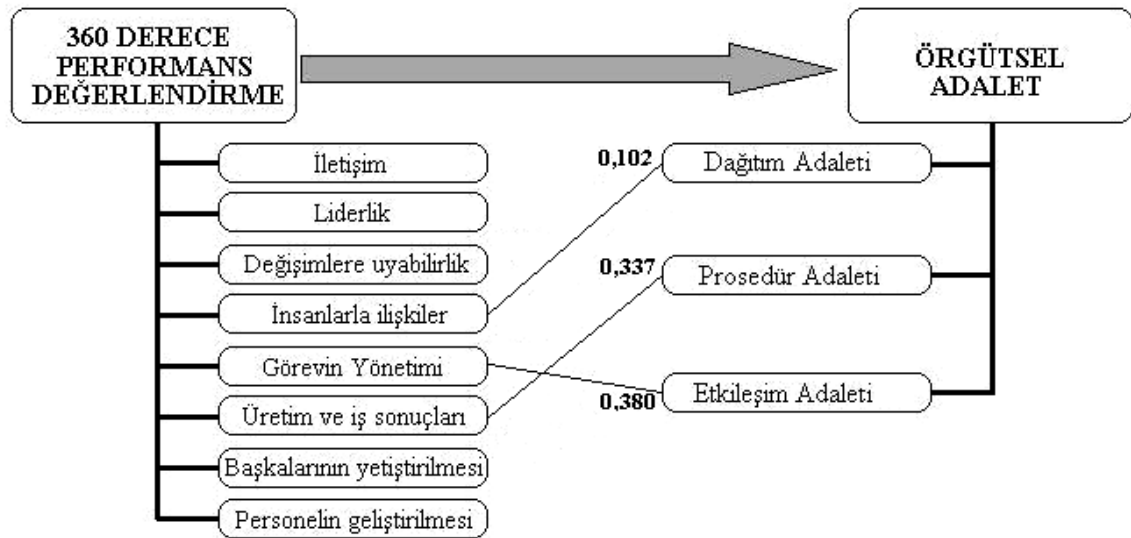 360 DERECE
PERFORMANS
DEĞERLENDİRME
İletişim
Liderlik
Değişimlere uyabilirlik
İnsanlarla ilişkiler
Görevin Yönetimi
Üretim ve iş sonuçları
Başkalarının yetiştirilmesi
Personelin geliştirilmesi
ÖRGÜTSEL
ADALET
0,102
Dağıtım Adaleti
0,337
Prosedür Adaleti
0,380
Etkileşim Adaleti